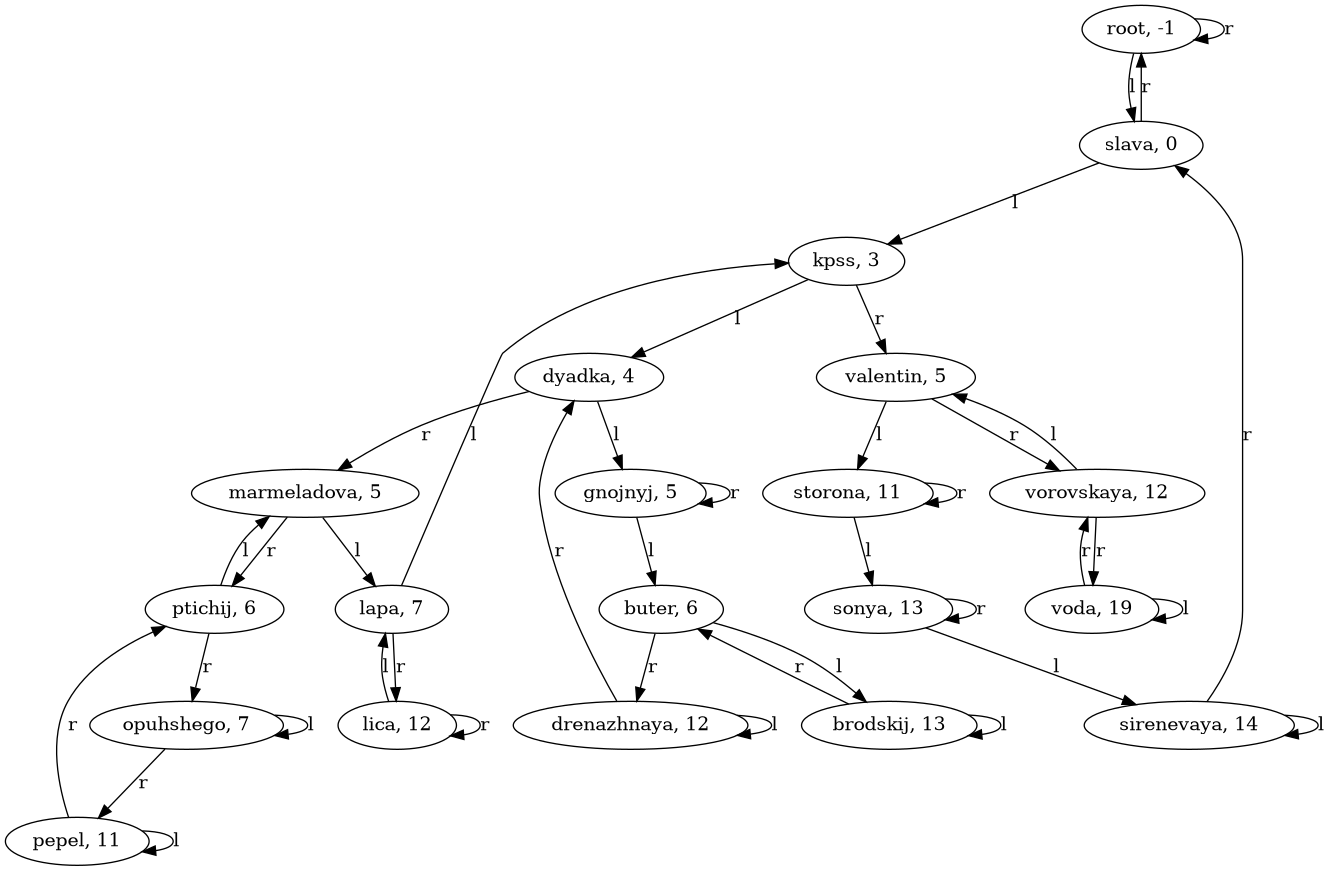 root, -1
r
l
r
slava, 0
l
kpss, 3
l
r
dyadka, 4
valentin, 5
r
l
l
l
r
l
r
marmeladova, 5
gnojnyj, 5
r
storona, 11
r
vorovskaya, 12
l
r
l
r
l
l
r
r
ptichij, 6
lapa, 7
buter, 6
sonya, 13
r
voda, 19
l
r
l
r
r
l
r
l
r
opuhshego, 7
l
lica, 12
r
drenazhnaya, 12
l
brodskij, 13
l
sirenevaya, 14
l
r
pepel, 11
l